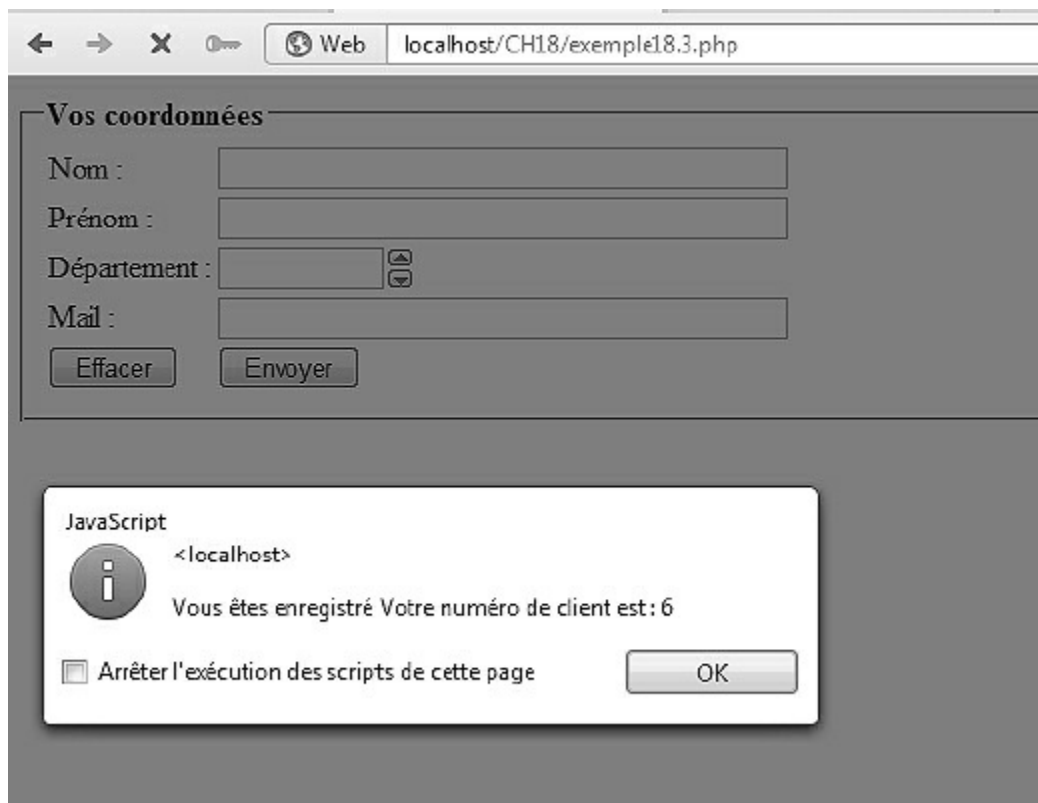 Web localhost/CH18/exemple18.3.php
Vos coordonnées
Nom :
Prénom :
Département :
Mail :
Effacer Envoyer
JavaScript
<localhost>
Vous êtes enregistré Votre numéro de client est : 6
Arrêter l'exécution des scripts de cette page OK